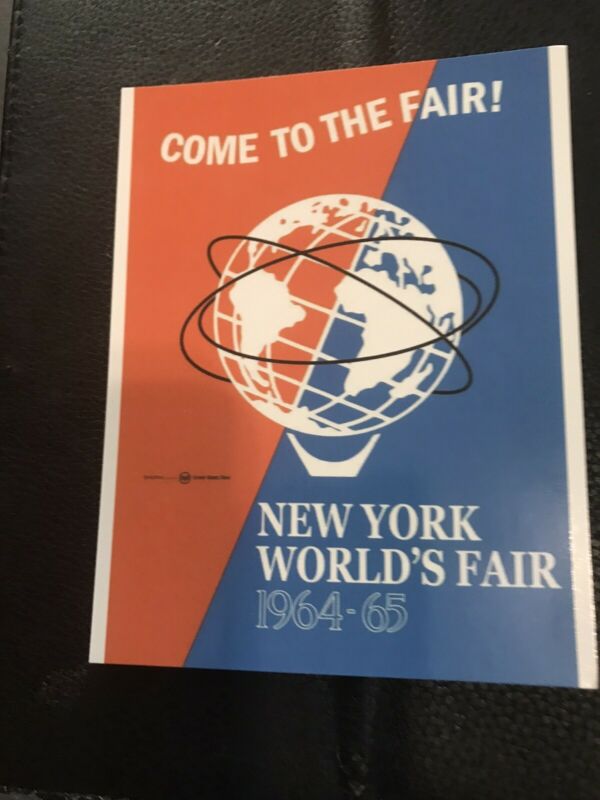 COME TO THE FAIR!
NEW YORK
WORLD'S FAIR
1964-65